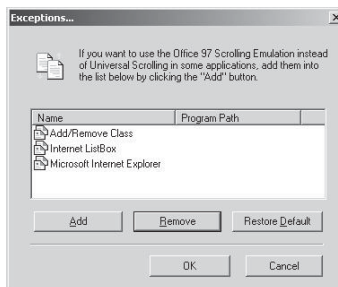 Exceptions...
If you want to use the Office 97 Scrolling Emulation instead
of Universal Scrolling in some applications, add them into
the list below by clicking the "Add" button.
Name Program Path
Add/Remove Class
Internet ListBox
Microsoft Internet Explorer
Add Remove Restore Default
OK Cancel